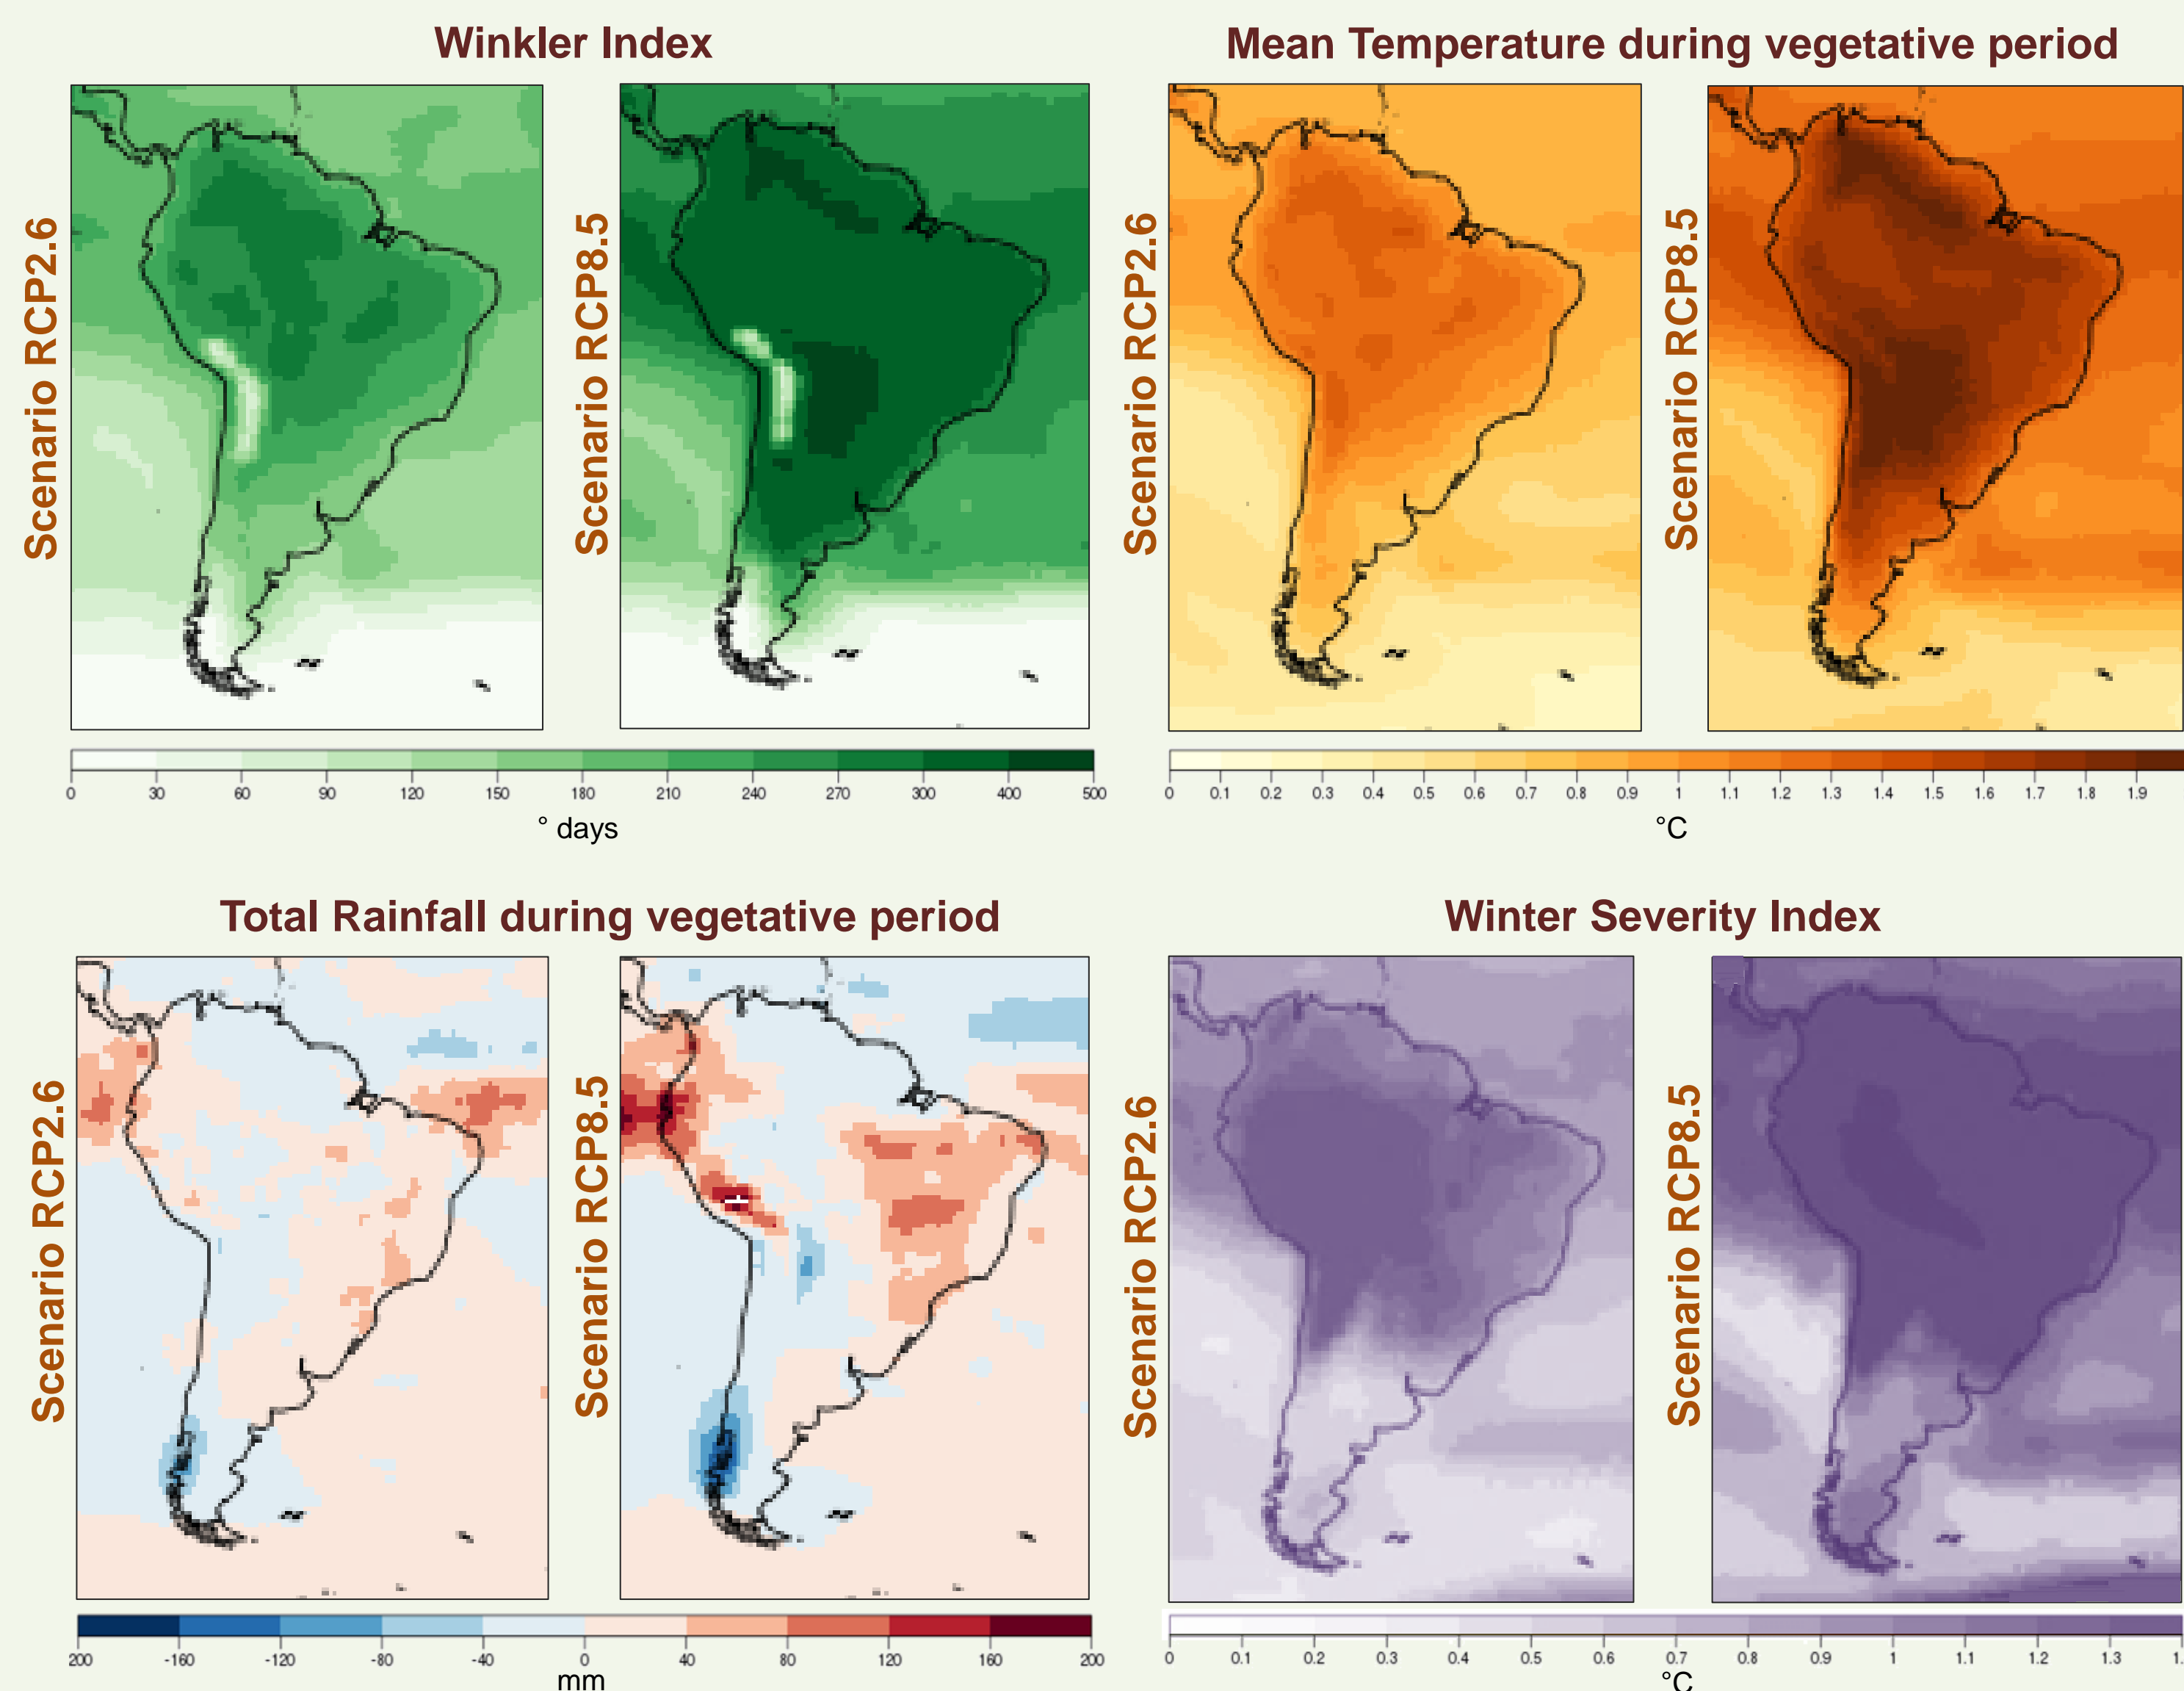 Winkler Index
Mean Temperature during vegetative period
Scenario RCP2.6
Scenario RCP8.5
Scenario RCP2.6
Scenario RCP8.5
0 30 60 90 120 150 180 210 240 270 300 400 500
° days
0 0.1 0.2 0.3 0.4 0.5 0.6 0.7 0.8 0.9 1 1.1 1.2 1.3 1.4 1.5 1.6 1.7 1.8 1.9
°C
Total Rainfall during vegetative period
Winter Severity Index
Scenario RCP2.6
Scenario RCP8.5
Scenario RCP2.6
Scenario RCP8.5
200 -160 -120 -80 -40 0 40 80 120 160 200
mm
0 0.1 0.2 0.3 0.4 0.5 0.6 0.7 0.8 0.9 1 1.1 1.2 1.3 1.
°C